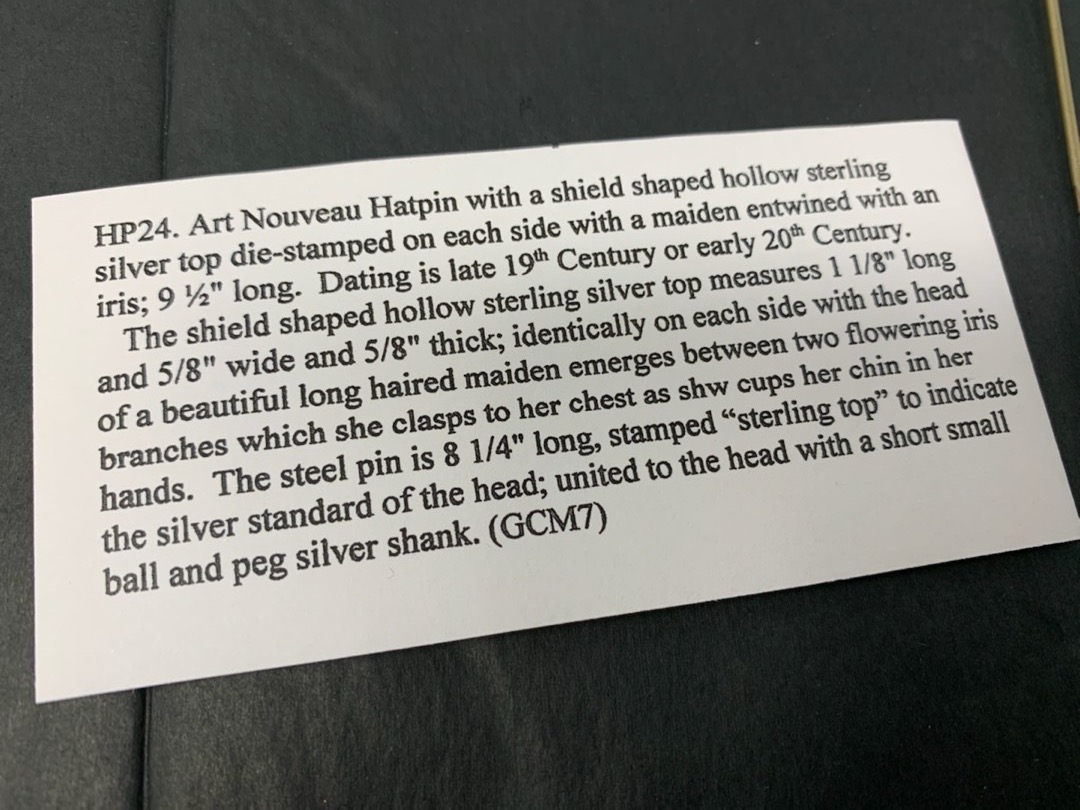 HP24. Art Nouveau Hatpin with a shield shaped hollow sterling
silver top die-stamped on each side with a maiden entwined with an
iris; 9 ½" long. Dating is late 19th Century or early 20th Century.
The shield shaped hollow sterling silver top measures 1 1/8" long
and 5/8" wide and 5/8" thick; identically on each side with the head
of a beautiful long haired maiden emerges between two flowering iris
branches which she clasps to her chest as shw cups her chin in her
hands. The steel pin is 8 1/4" long, stamped “sterling top” to indicate
the silver standard of the head; united to the head with a short small
ball and peg silver shank. (GCM7)